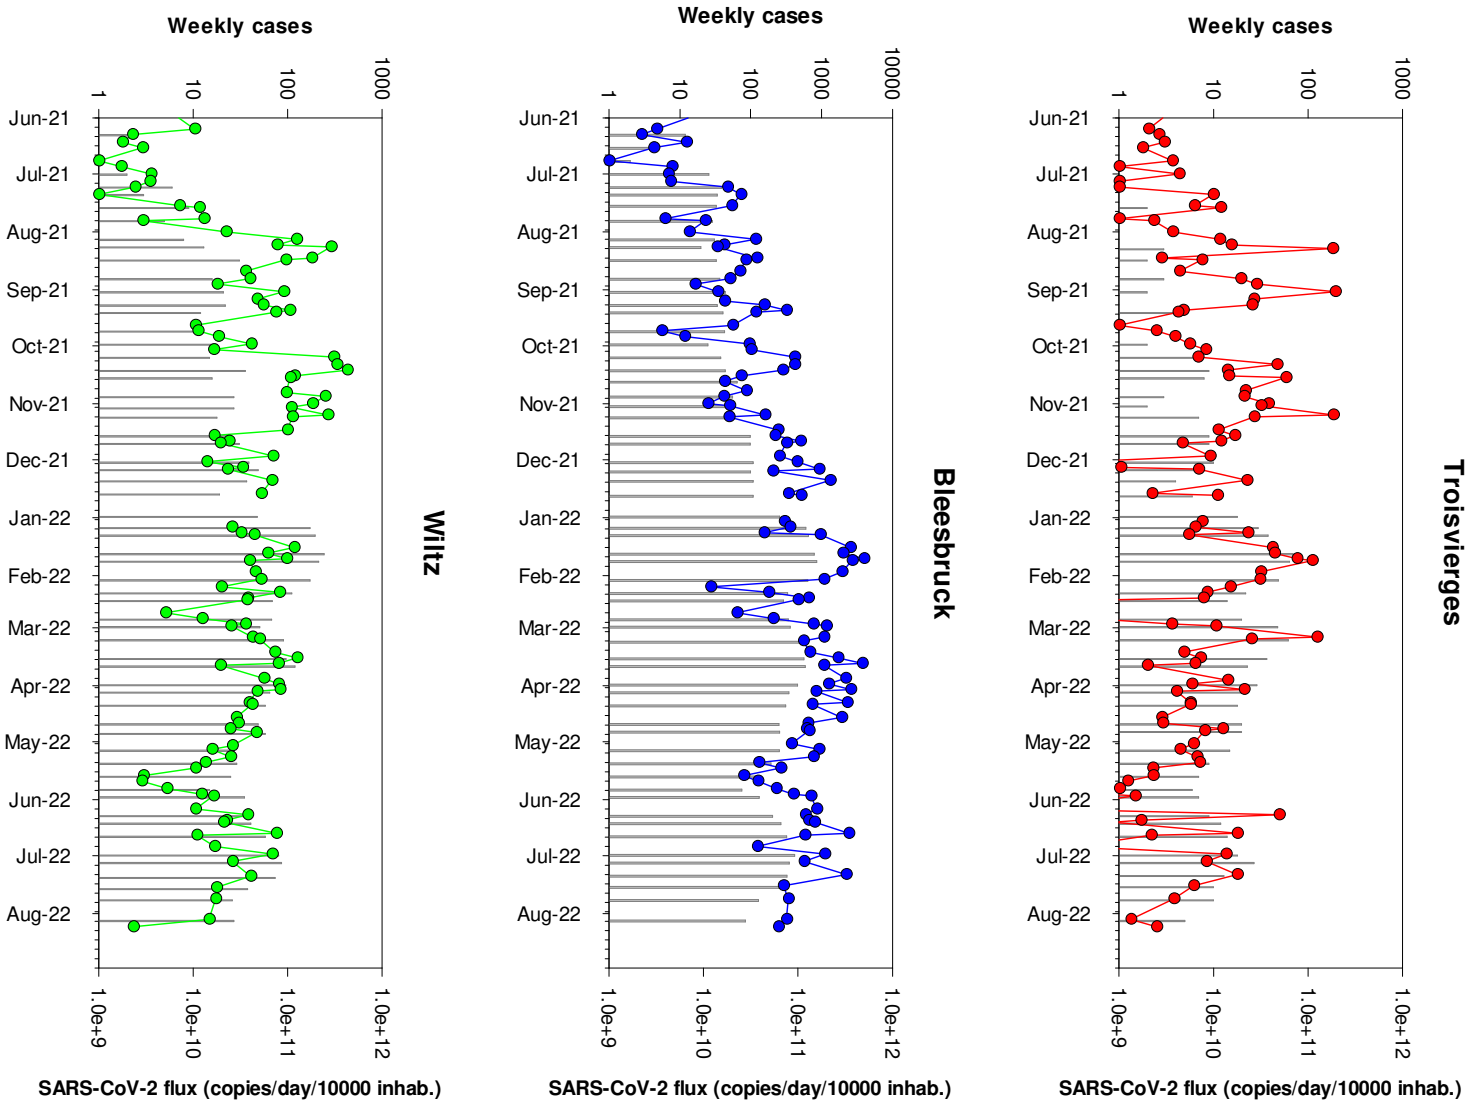 Weekly cases
1 10 100 1000
Jun-21
Jul-21
Aug-21
Sep-21
Oct-21
Nov-21
Dec-21
Jan-22
Feb-22
Mar-22
Apr-22
May-22
Jun-22
Jul-22
Aug-22
1.0e+9 1.0e+10 1.0e+11 1.0e+12
SARS-CoV-2 flux (copies/day/10000 inhab.)
Wiltz
Weekly cases
1 10 100 1000 10000
Jun-21
Jul-21
Aug-21
Sep-21
Oct-21
Nov-21
Dec-21
Jan-22
Feb-22
Mar-22
Apr-22
May-22
Jun-22
Jul-22
Aug-22
1.0e+9 1.0e+10 1.0e+11 1.0e+12
SARS-CoV-2 flux (copies/day/10000 inhab.)
Bleesbruck
Weekly cases
1 10 100 1000
Jun-21
Jul-21
Aug-21
Sep-21
Oct-21
Nov-21
Dec-21
Jan-22
Feb-22
Mar-22
Apr-22
May-22
Jun-22
Jul-22
Aug-22
1.0e+9 1.0e+10 1.0e+11 1.0e+12
SARS-CoV-2 flux (copies/day/10000 inhab.)
Troisvierges